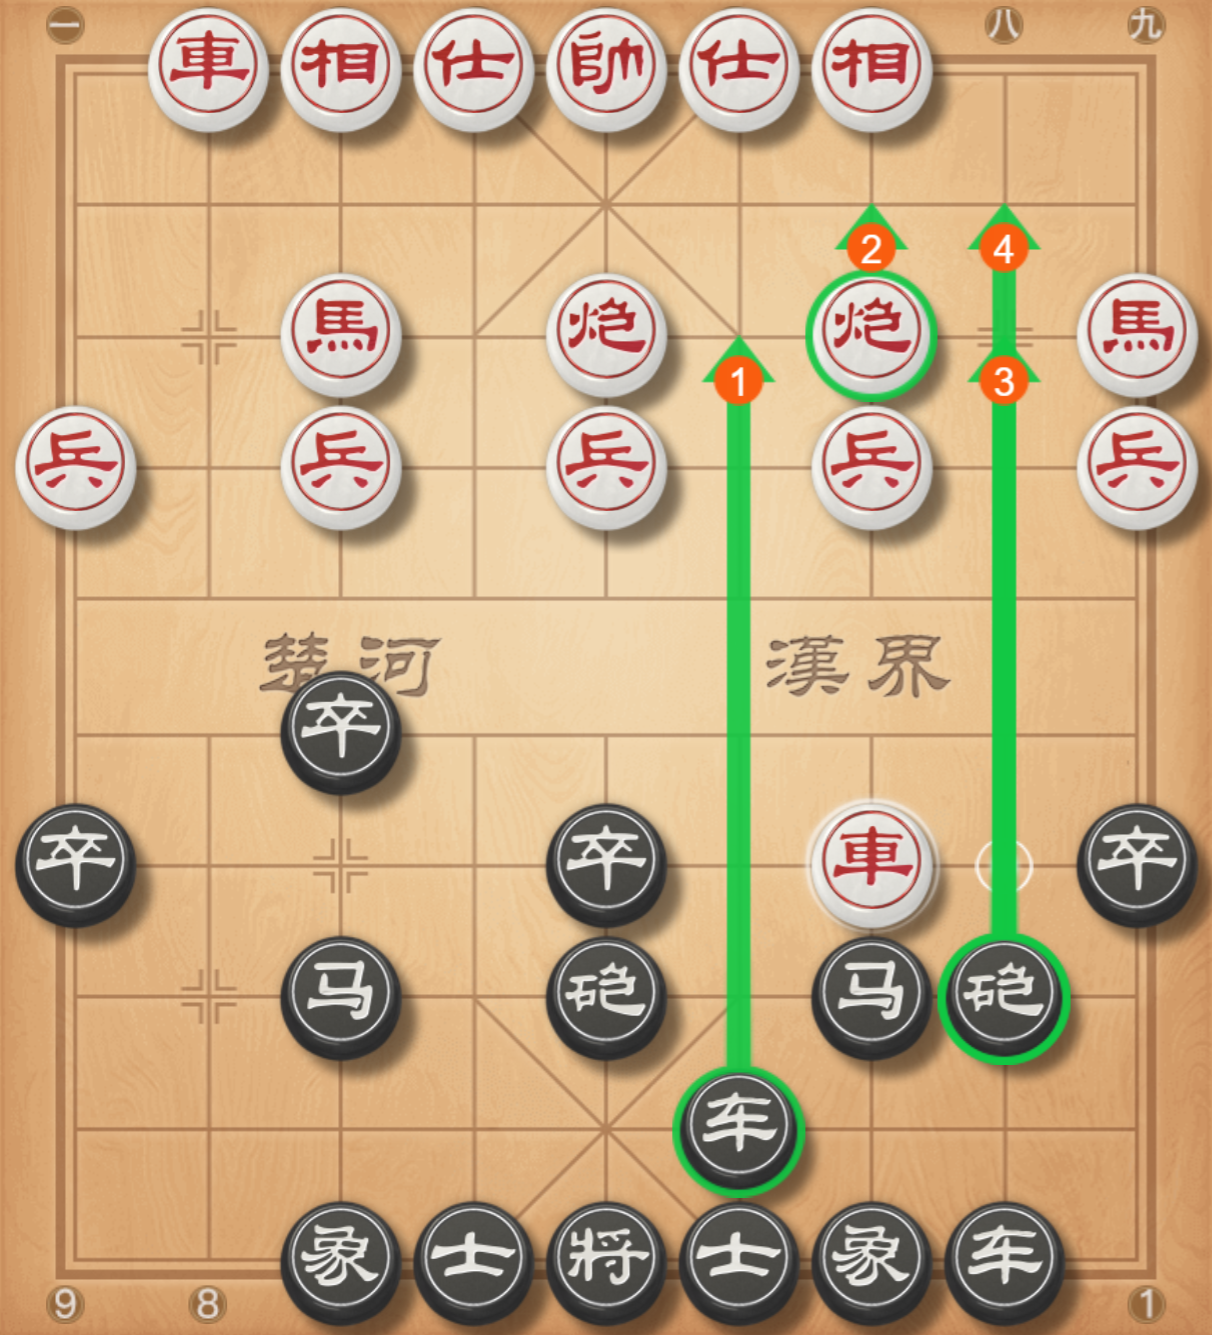 一 八 九
車 相 仕 帥 仕 相
2 4
馬 炮 炮 馬
1 3
兵 兵 兵 兵 兵
楚河 漢界
卒
卒 卒 車 卒
马 砲 马 砲
车
象 士 將 士 象 车
9 8 1